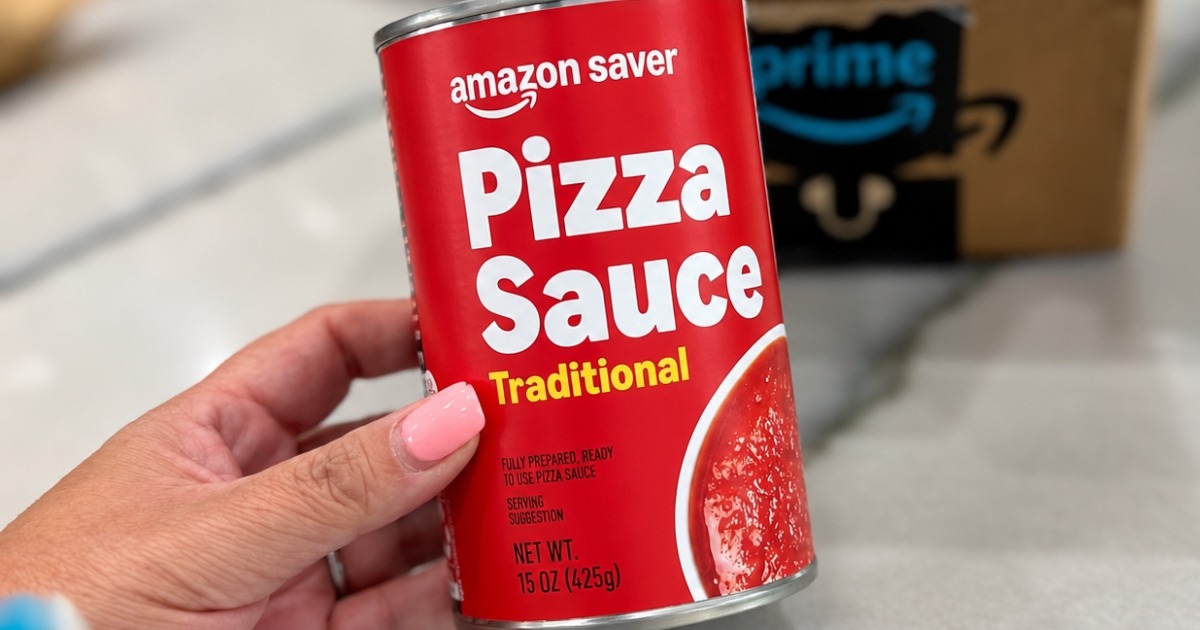 amazon saver
Pizza
Sauce
Traditional
FULLY PREPARED, READY
TO USE PIZZA SAUCE
SERVING
SUGGESTION
NET WT.
15 OZ (425g)
prime